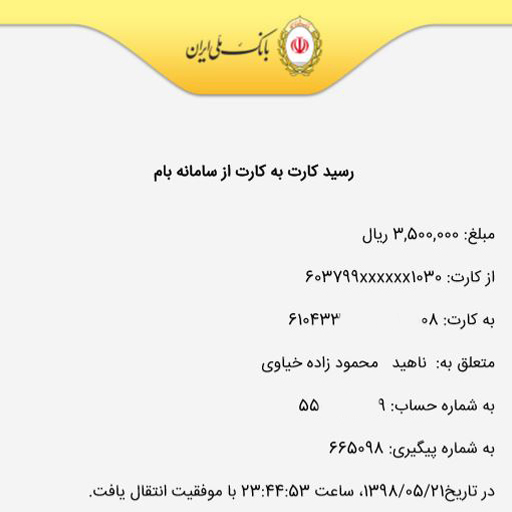 بانک ملی ایران
رسید کارت به کارت از سامانه بام
مبلغ: ۳,۵۰۰,۰۰۰ ریال
از کارت: ۶۰۳۷۹۹xxxxxx۱۰۳۰
به کارت: ۰۸ ۶۱۰۴۳۳
متعلق به: ناهید محمود زاده خیاوی
به شماره حساب: ۹ ۵۵
به شماره پیگیری: ۶۶۵۰۹۸
در تاریخ۱۳۹۸/۰۵/۲۱، ساعت ۲۳:۴۴:۵۳ با موفقیت انتقال یافت.